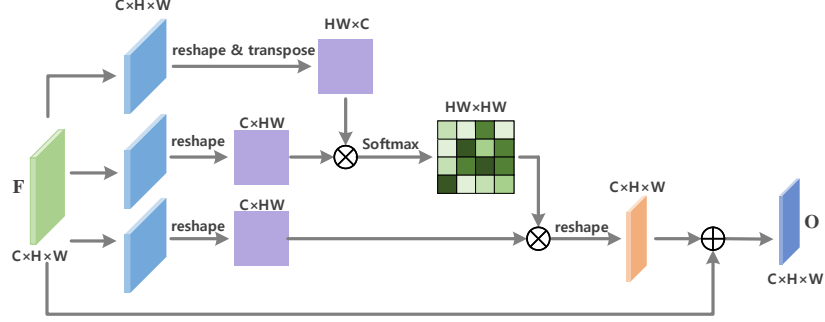 C×H×W
HW×C
reshape & transpose
HW×HW
C×HW
reshape
Softmax
F
C×H×W
C×HW
reshape
reshape
C×H×W
O
C×H×W